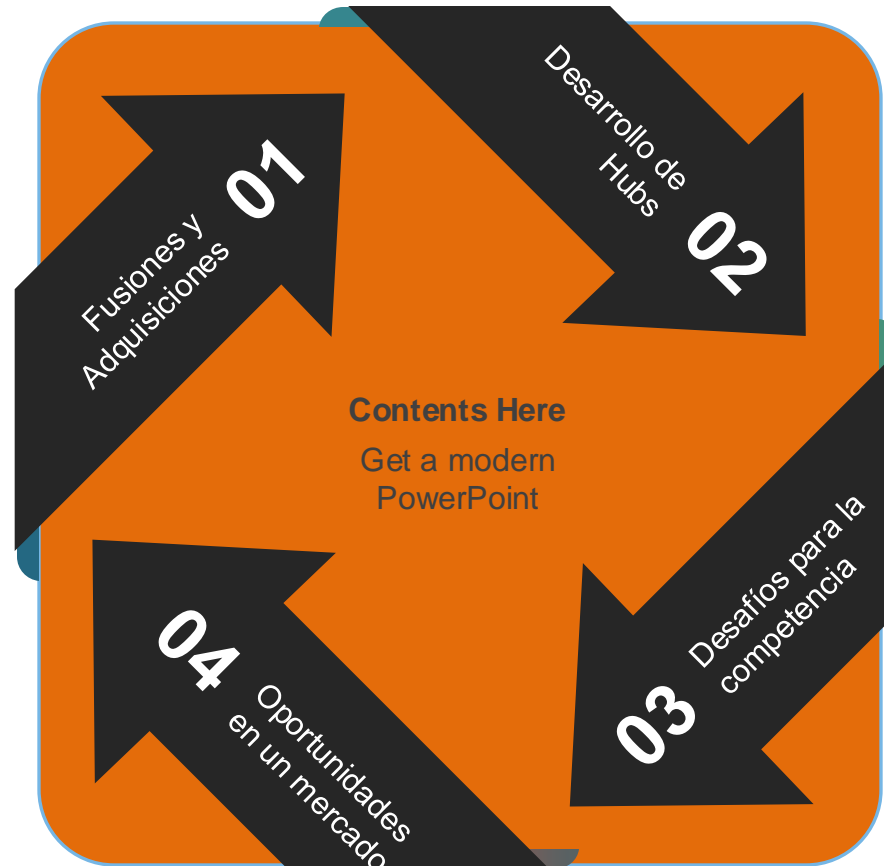 01
Fusiones y
Adquisiciones
Desarrollo de
Hubs
02
Contents Here
Get a modern
PowerPoint
Desafíos para la
competencia
03
04
Oportunidades
en un mercado